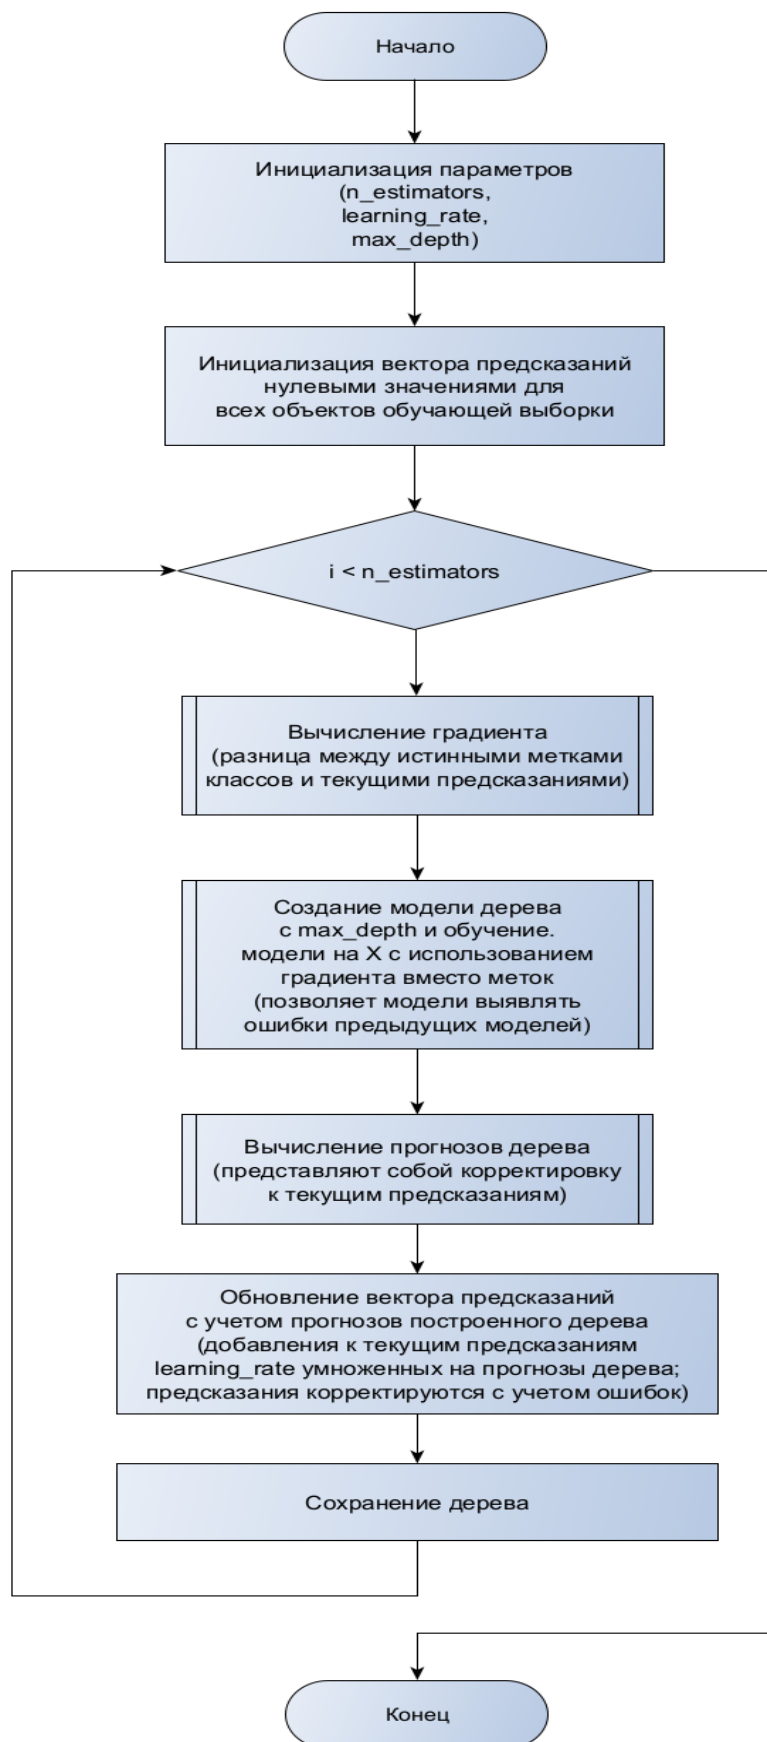 Начало
Инициализация параметров
(n_estimators,
learning_rate,
max_depth)
Инициализация вектора предсказаний
нулевыми значениями для
всех объектов обучающей выборки
i < n_estimators
Вычисление градиента
(разница между истинными метками
классов и текущими предсказаниями)
Создание модели дерева
с max_depth и обучение.
модели на X с использованием
градиента вместо меток
(позволяет модели выявлять
ошибки предыдущих моделей)
Вычисление прогнозов дерева
(представляют собой корректировку
к текущим предсказаниям)
Обновление вектора предсказаний
с учетом прогнозов построенного дерева
(добавления к текущим предсказаниям
learning_rate умноженных на прогнозы дерева;
предсказания корректируются с учетом ошибок)
Сохранение дерева
Конец